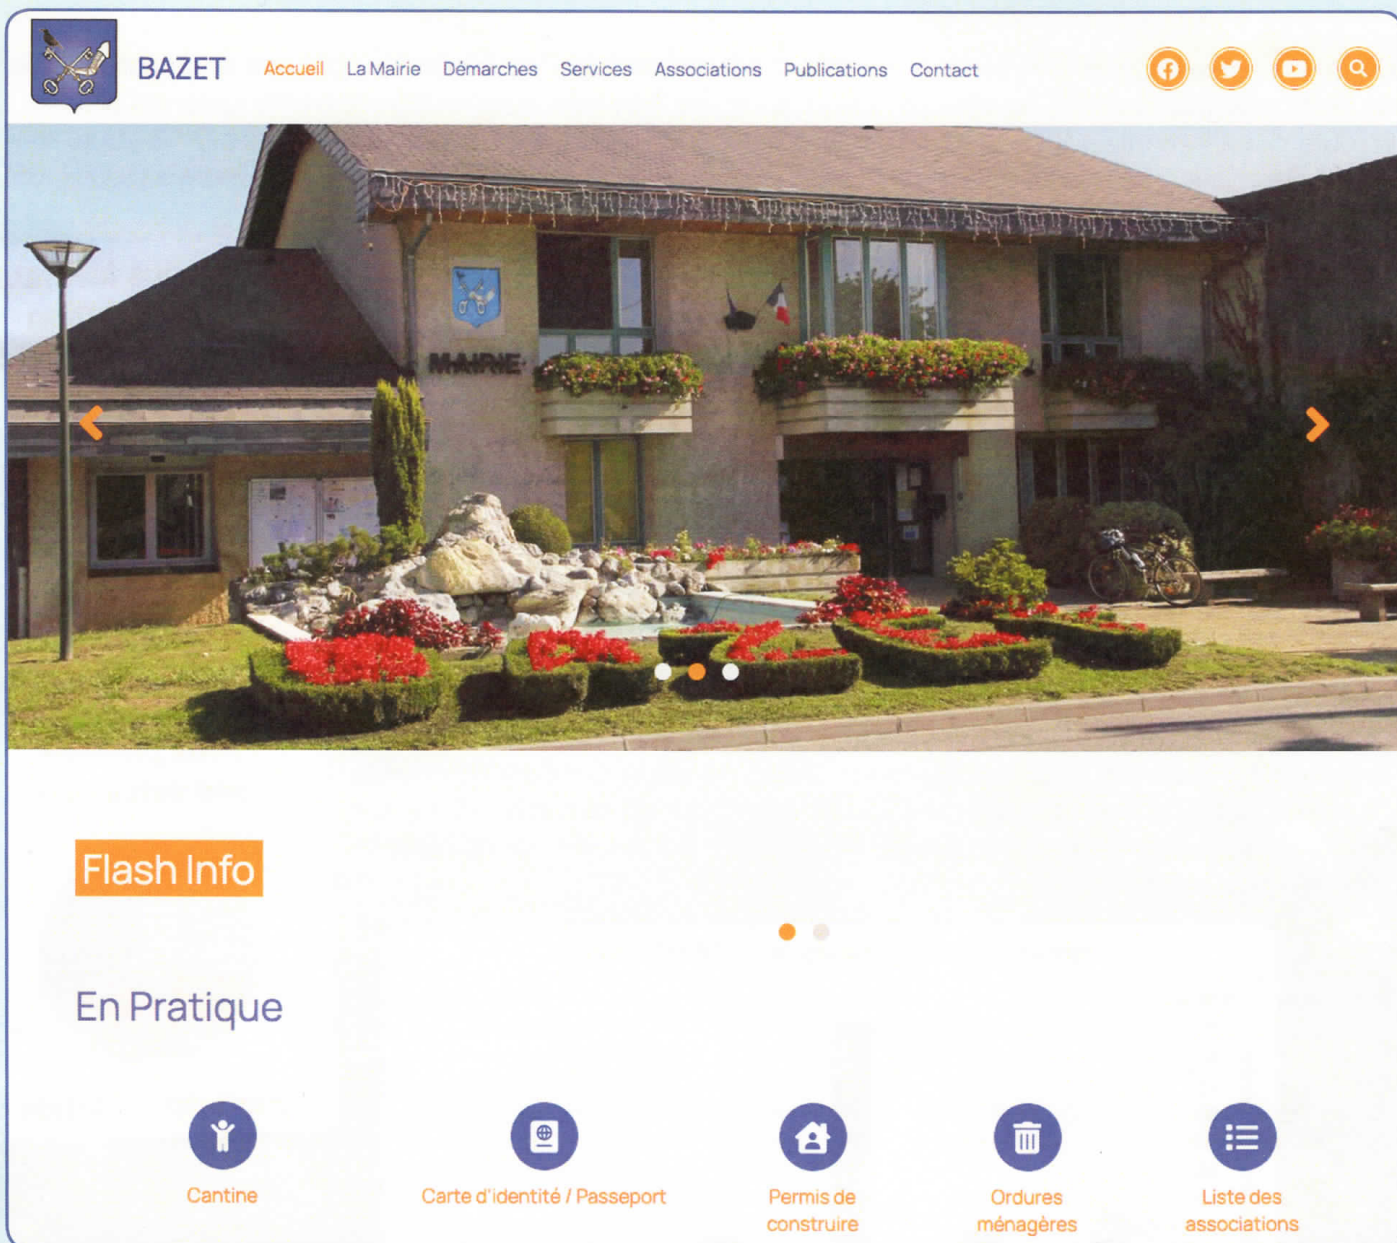 BAZET
Accueil La Mairie Démarches Services Associations Publications Contact
MAIRIE
Flash Info
En Pratique
Cantine
Carte d'identité / Passeport
Permis de
construire
Ordures
ménagères
Liste des
associations